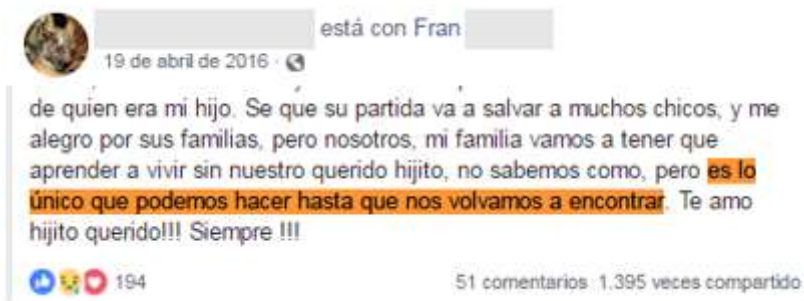 está con Fran
19 de abril de 2016 ·
de quien era mi hijo. Se que su partida va a salvar a muchos chicos, y me
alegro por sus familias, pero nosotros, mi familia vamos a tener que
aprender a vivir sin nuestro querido hijito, no sabemos como, pero es lo
único que podemos hacer hasta que nos volvamos a encontrar. Te amo
hijito querido!!! Siempre !!!
194
51 comentarios 1.395 veces compartido